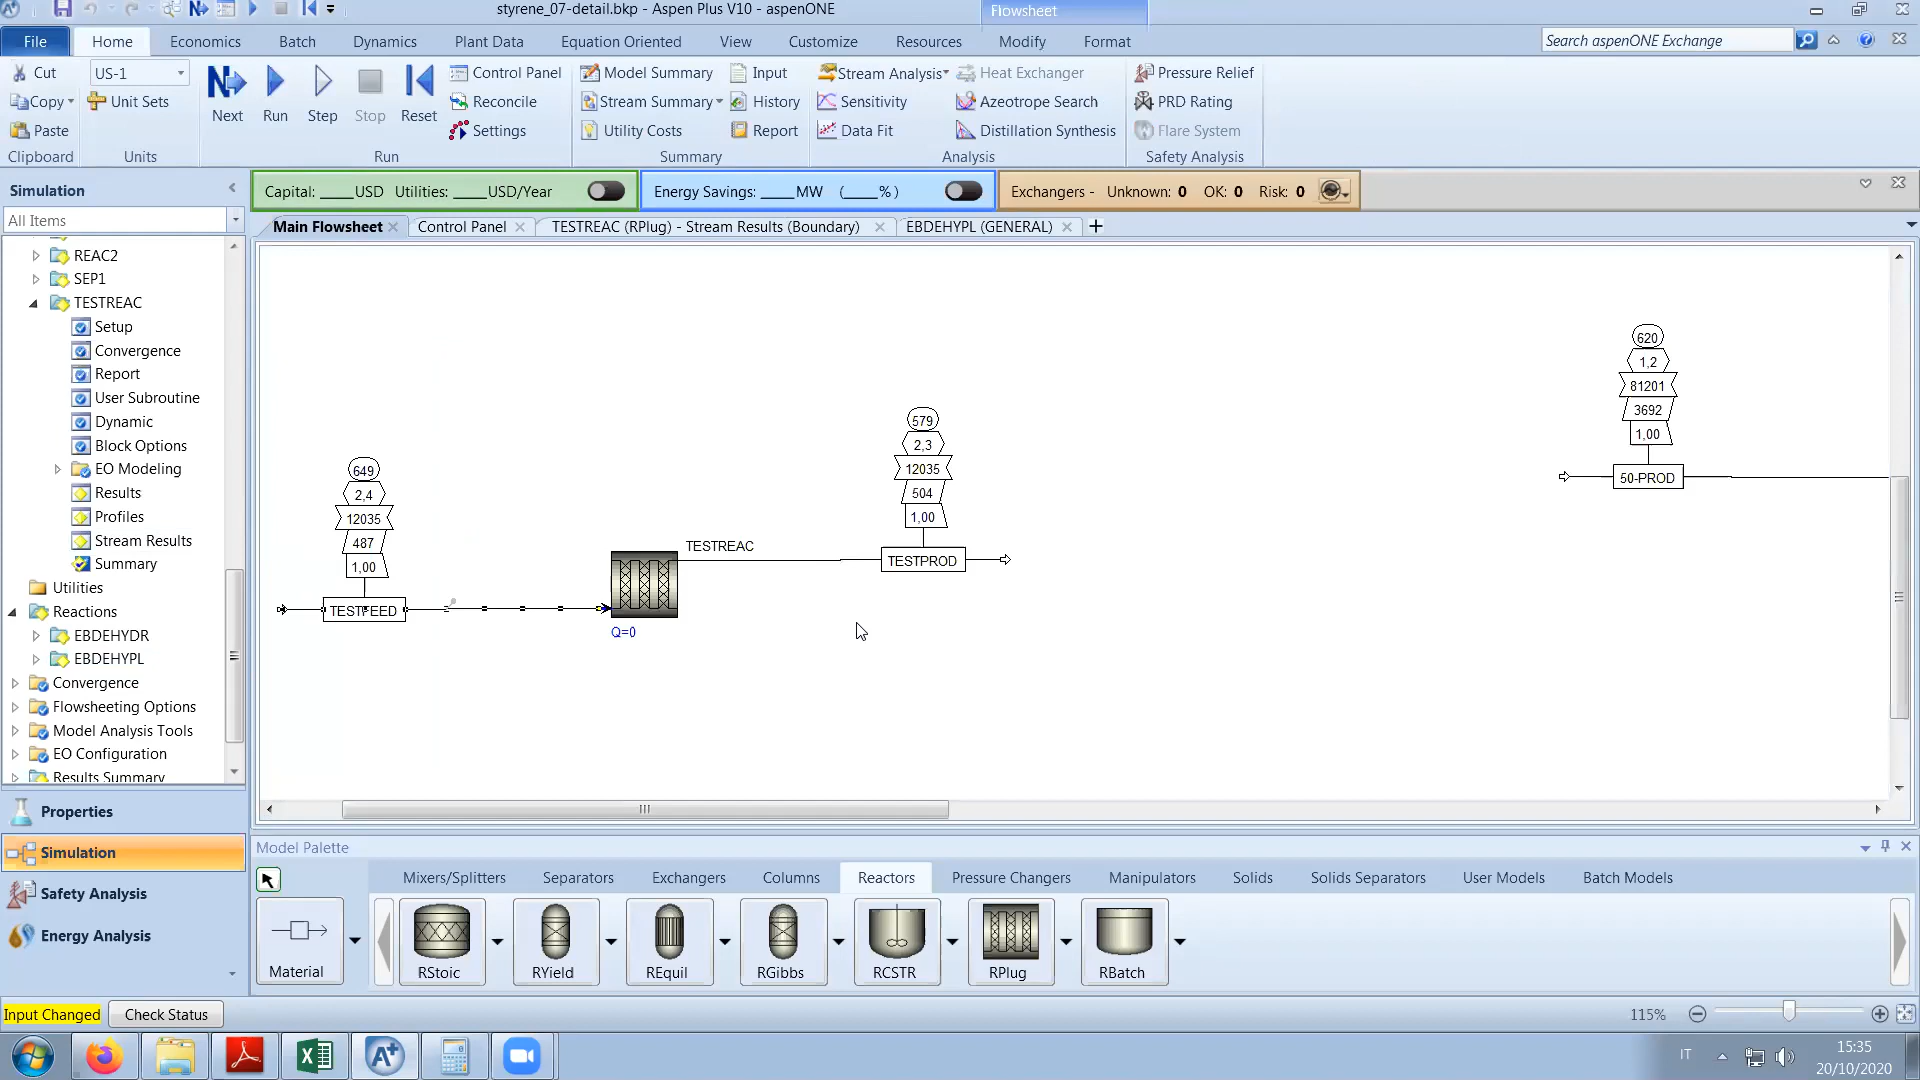 styrene_07-detail.bkp - Aspen Plus V10 - aspenONE
Flowsheet
File
Home
Economics
Batch
Dynamics
Plant Data
Equation Oriented
View
Customize
Resources
Modify
Format
Search aspenONE Exchange
Cut
US-1
Copy
Unit Sets
Paste
Clipboard
Units
Next
Run
Step
Stop
Reset
Control Panel
Reconcile
Settings
Run
Model Summary
Input
Stream Summary
History
Utility Costs
Report
Summary
Stream Analysis
Heat Exchanger
Sensitivity
Azeotrope Search
Data Fit
Distillation Synthesis
Analysis
Pressure Relief
PRD Rating
Flare System
Safety Analysis
Simulation
Capital: ____USD Utilities: ____USD/Year
Energy Savings: ____MW (____%)
Exchangers - Unknown: 0 OK: 0 Risk: 0
All Items
Main Flowsheet
Control Panel
TESTREAC (RPlug) - Stream Results (Boundary)
EBDEHYPL (GENERAL)
REAC2
SEP1
TESTREAC
Setup
Convergence
Report
User Subroutine
Dynamic
Block Options
EO Modeling
Results
Profiles
Stream Results
Summary
Utilities
Reactions
EBDEHYDR
EBDEHYPL
Convergence
Flowsheeting Options
Model Analysis Tools
EO Configuration
Results Summary
649
2,4
12035
487
1,00
TESTFEED
TESTREAC
Q=0
579
2,3
12035
504
1,00
TESTPROD
620
1,2
81201
3692
1,00
50-PROD
Properties
Simulation
Safety Analysis
Energy Analysis
Model Palette
Mixers/Splitters
Separators
Exchangers
Columns
Reactors
Pressure Changers
Manipulators
Solids
Solids Separators
User Models
Batch Models
Material
RStoic
RYield
REquil
RGibbs
RCSTR
RPlug
RBatch
Input Changed
Check Status
115%
IT
15:35
20/10/2020